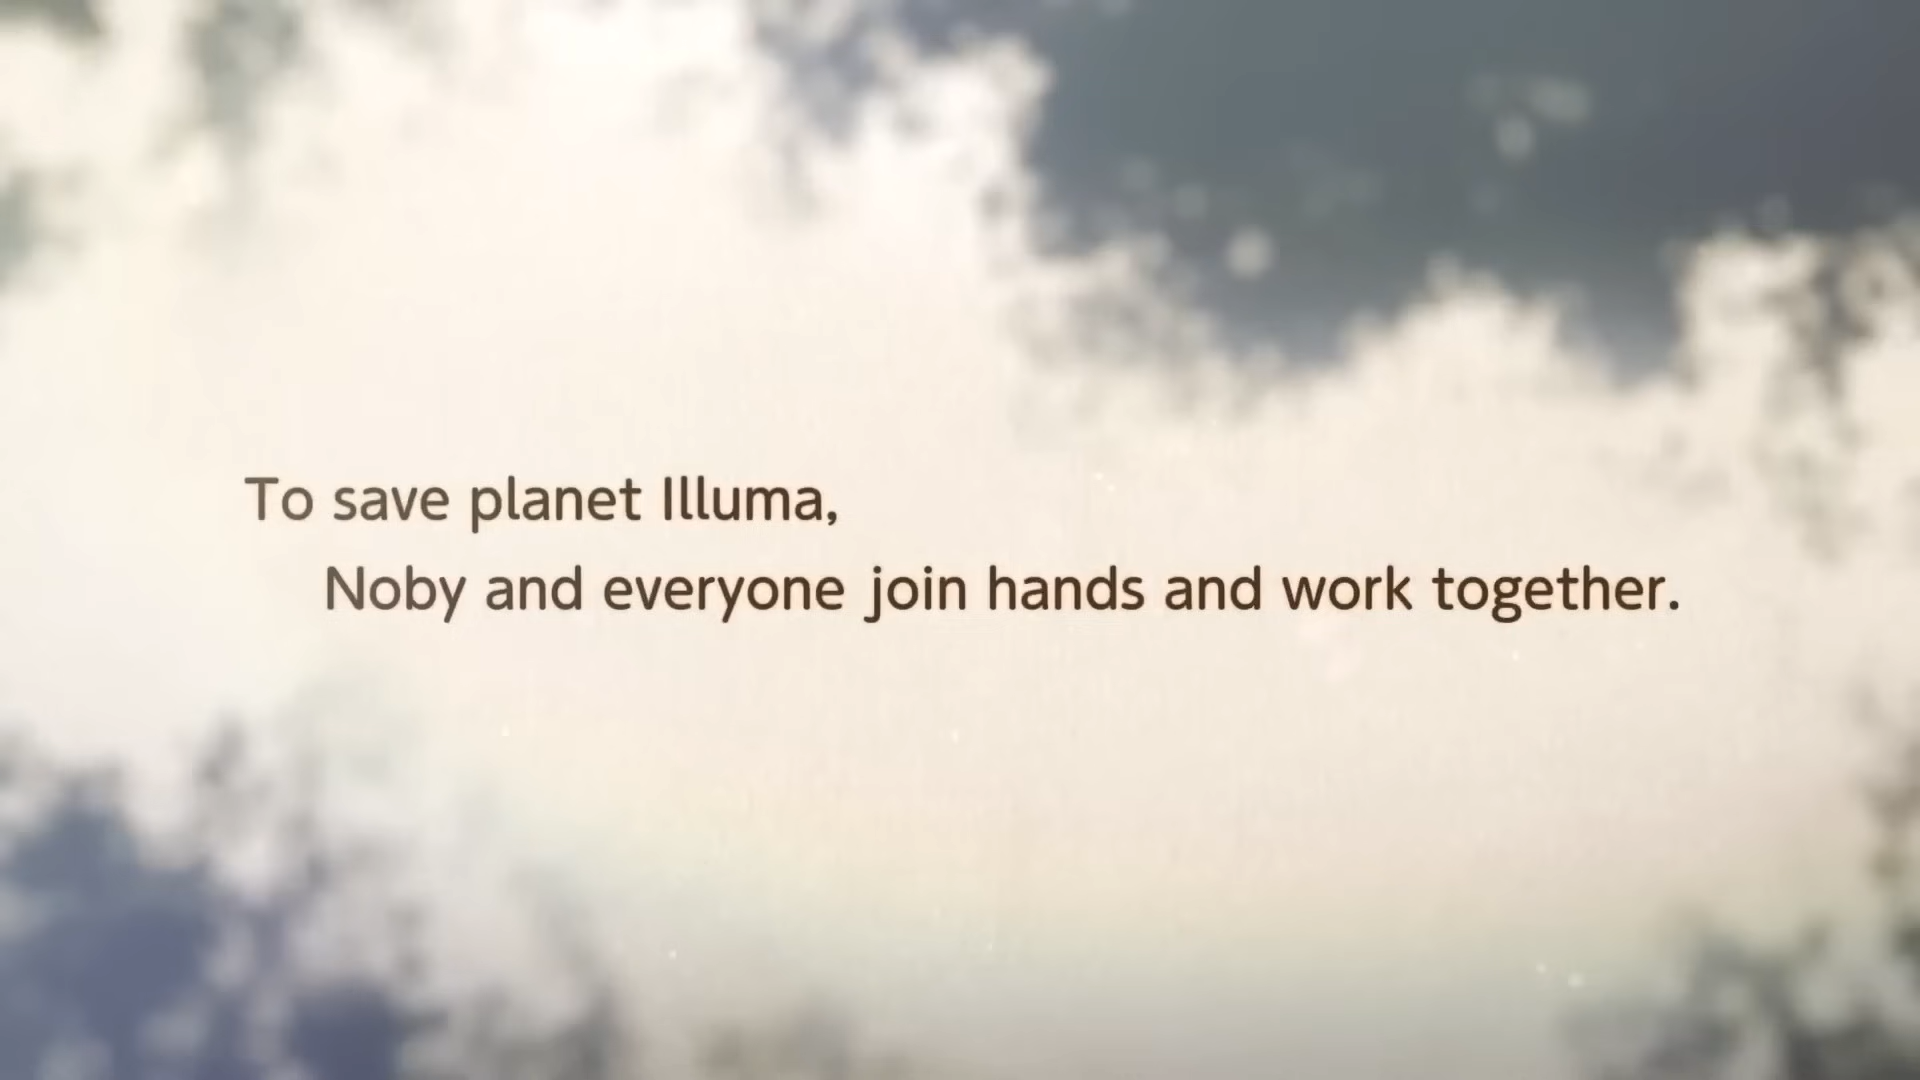 To save planet Illuma,
Noby and everyone join hands and work together.